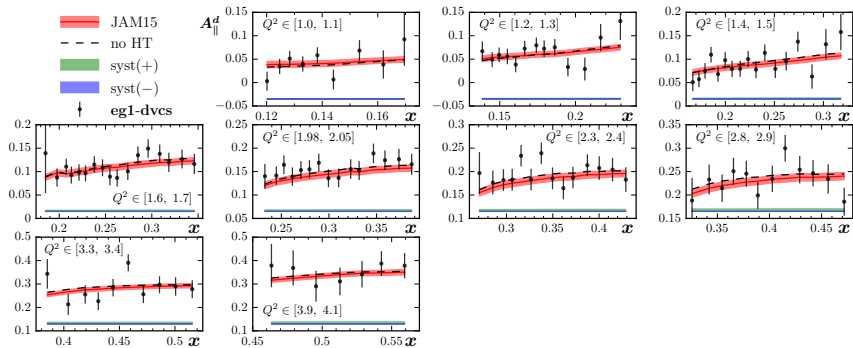 JAM15
no HT
syst(+)
syst(−)
eg1-dvcs
A∥^d
Q² ∈ [1.0, 1.1]
0.15
0.1
0.05
0
−0.05
0.12
0.14
0.16
x
Q² ∈ [1.2, 1.3]
0.15
0.1
0.05
0
−0.05
0.15
0.2
x
Q² ∈ [1.4, 1.5]
0.2
0.15
0.1
0.05
0
0.2
0.25
0.3
x
0.2
0.15
0.1
0.05
0
Q² ∈ [1.6, 1.7]
0.2
0.25
0.3
x
Q² ∈ [1.98, 2.05]
0.25
0.2
0.15
0.1
0.05
0.25
0.3
0.35
x
Q² ∈ [2.3, 2.4]
0.3
0.25
0.2
0.15
0.1
0.3
0.35
0.4
x
Q² ∈ [2.8, 2.9]
0.35
0.3
0.25
0.2
0.15
0.35
0.4
0.45
x
Q² ∈ [3.3, 3.4]
0.5
0.4
0.3
0.2
0.1
0.4
0.45
0.5
x
0.5
0.4
0.3
0.2
0.1
Q² ∈ [3.9, 4.1]
0.45
0.5
0.55
x